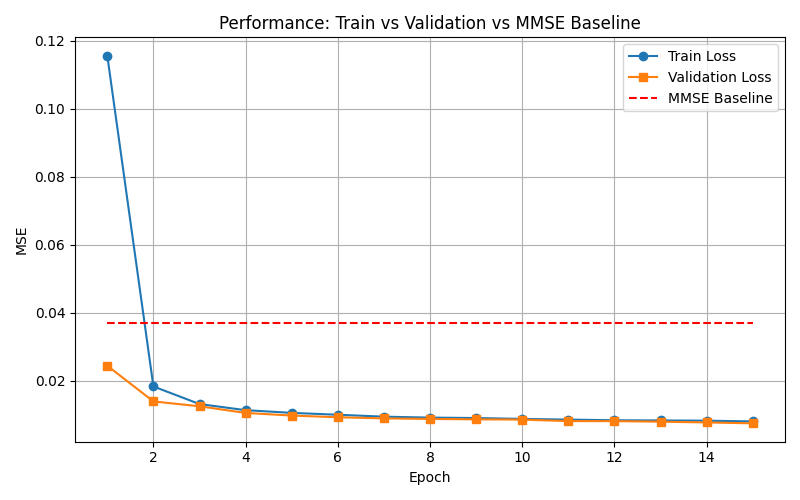 Performance: Train vs Validation vs MMSE Baseline
0.12
0.10
0.08
0.06
0.04
0.02
MSE
Train Loss
Validation Loss
MMSE Baseline
2 4 6 8 10 12 14
Epoch